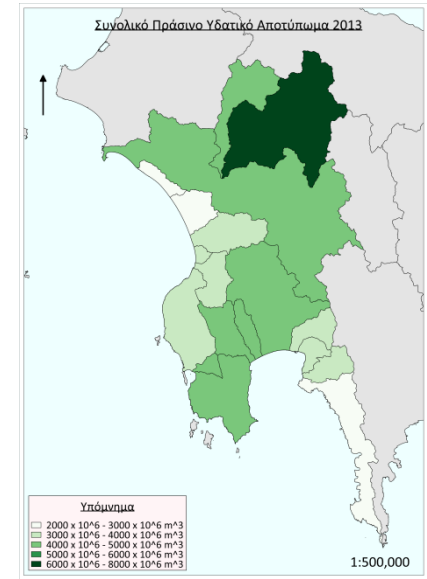 Συνολικό Πράσινο Υδατικό Αποτύπωμα 2013
Υπόμνημα
2000 x 10^6 - 3000 x 10^6 m^3
3000 x 10^6 - 4000 x 10^6 m^3
4000 x 10^6 - 5000 x 10^6 m^3
5000 x 10^6 - 6000 x 10^6 m^3
6000 x 10^6 - 8000 x 10^6 m^3
1:500,000